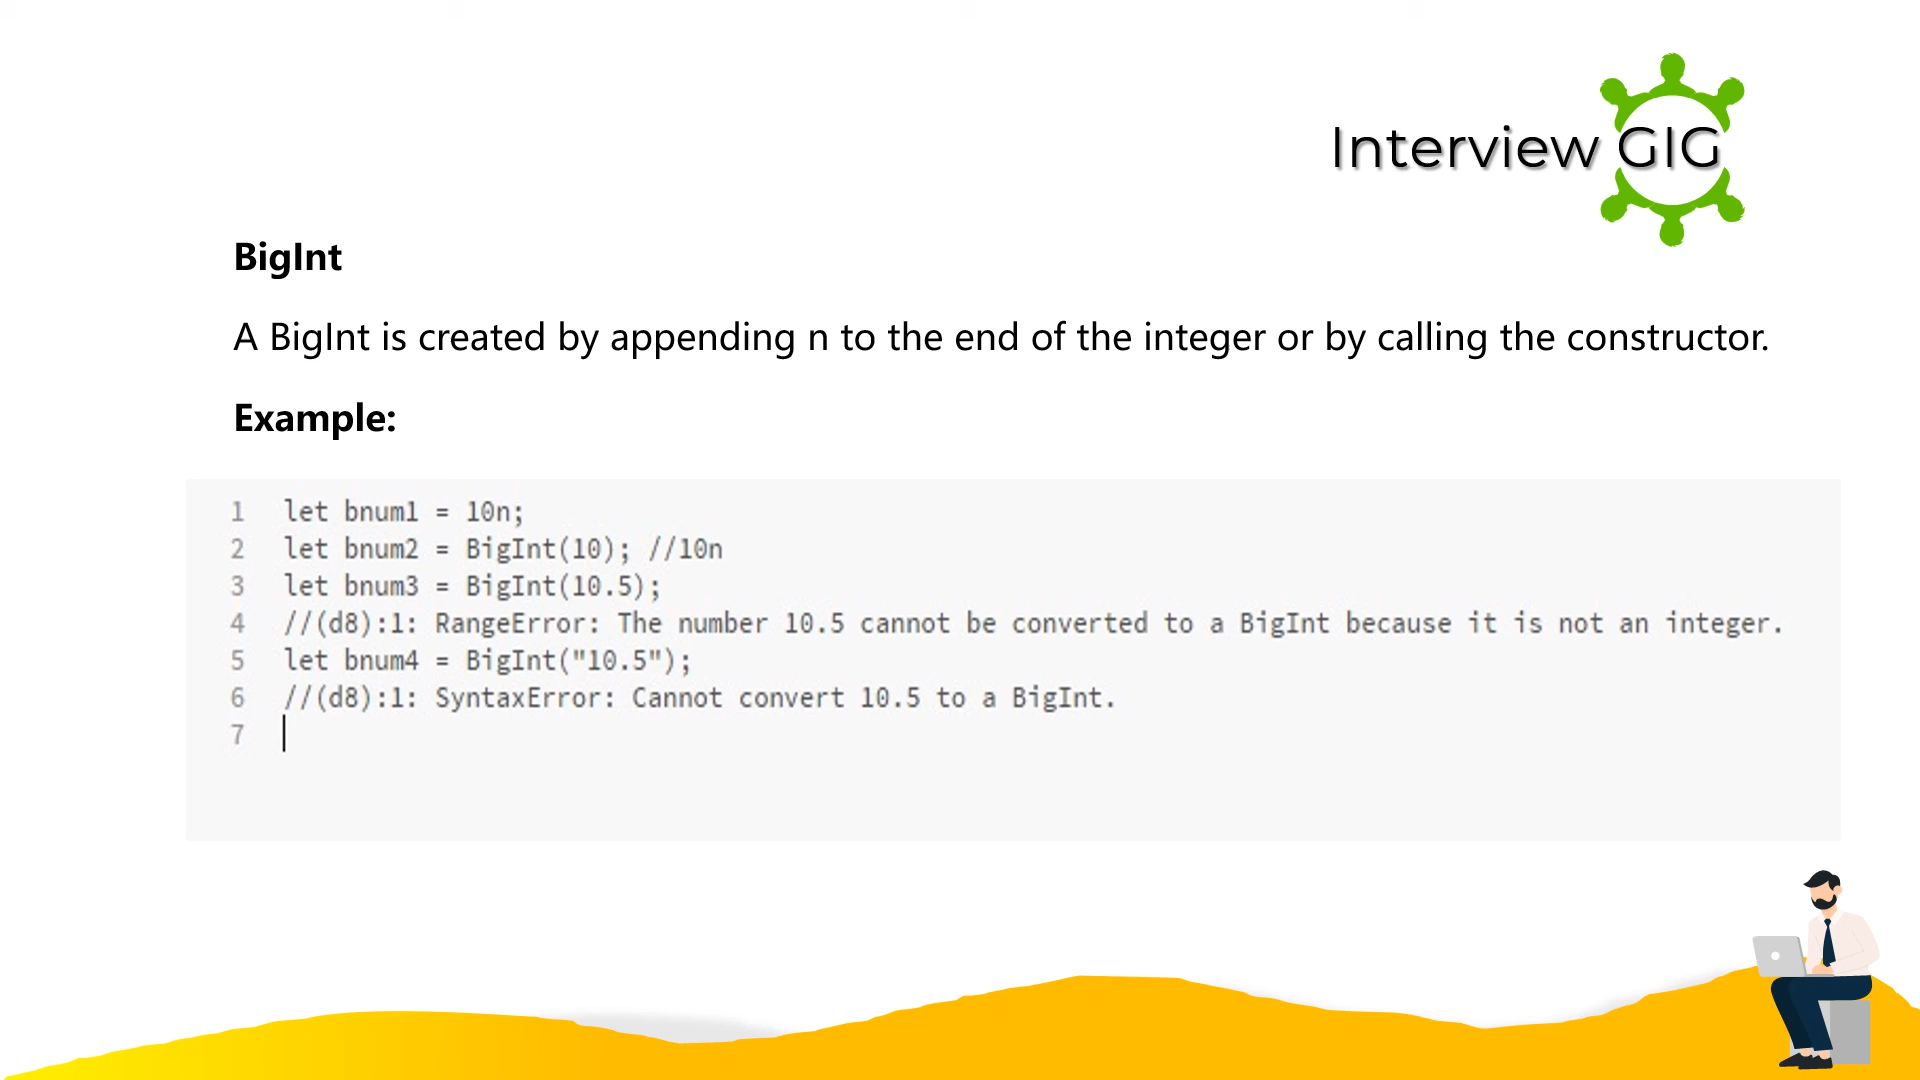 Interview GIG
BigInt
A BigInt is created by appending n to the end of the integer or by calling the constructor.
Example:
1 let bnum1 = 10n;
2 let bnum2 = BigInt(10); //10n
3 let bnum3 = BigInt(10.5);
4 //(d8):1: RangeError: The number 10.5 cannot be converted to a BigInt because it is not an integer.
5 let bnum4 = BigInt("10.5");
6 //(d8):1: SyntaxError: Cannot convert 10.5 to a BigInt.
7